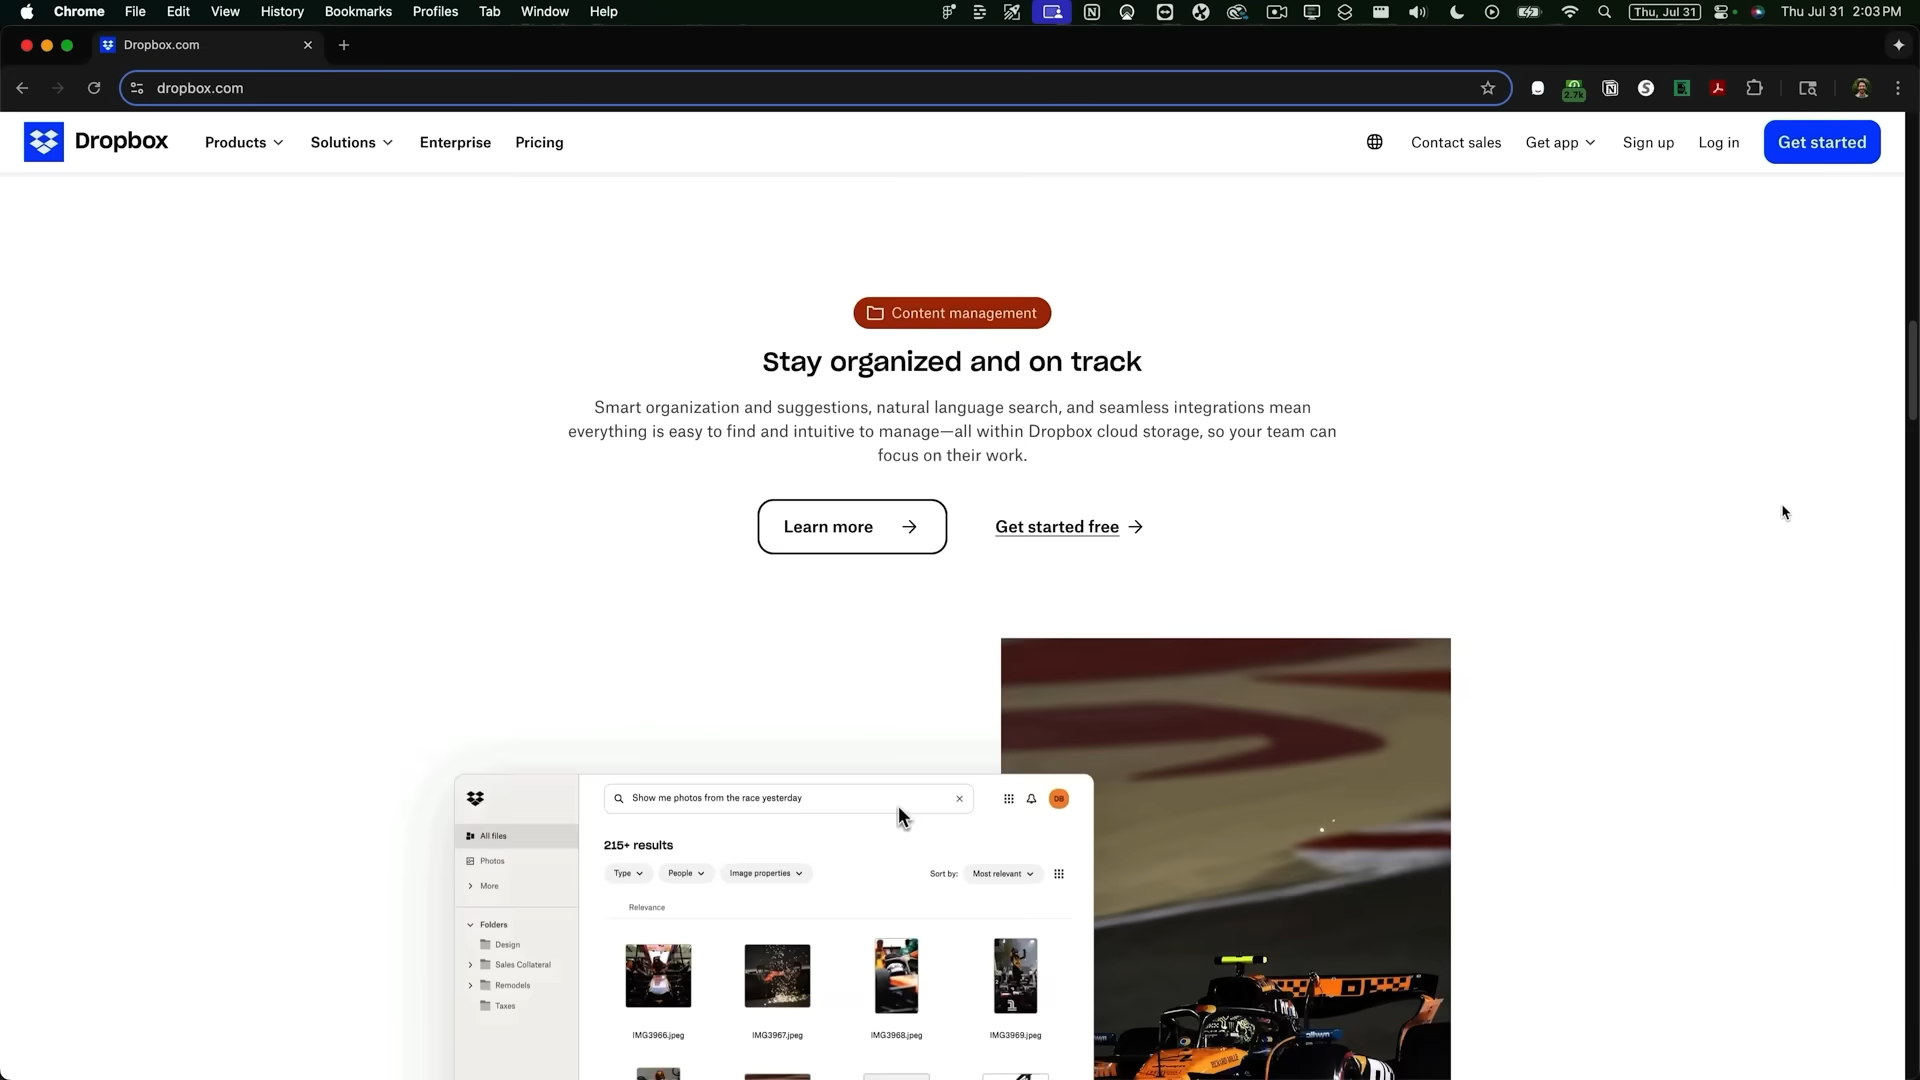 Chrome File Edit View History Bookmarks Profiles Tab Window Help Thu, Jul 31 Thu Jul 31 2:03 PM
Dropbox.com
dropbox.com
2.7k
Dropbox Products Solutions Enterprise Pricing Contact sales Get app Sign up Log in Get started
Content management
Stay organized and on track
Smart organization and suggestions, natural language search, and seamless integrations mean
everything is easy to find and intuitive to manage—all within Dropbox cloud storage, so your team can
focus on their work.
Learn more Get started free
Show me photos from the race yesterday DB
All files
Photos
More
Folders
Design
Sales Collateral
Remodels
Taxes
215+ results
Type People Image properties Sort by: Most relevant
Relevance
IMG3966.jpeg IMG3967.jpeg IMG3968.jpeg IMG3969.jpeg